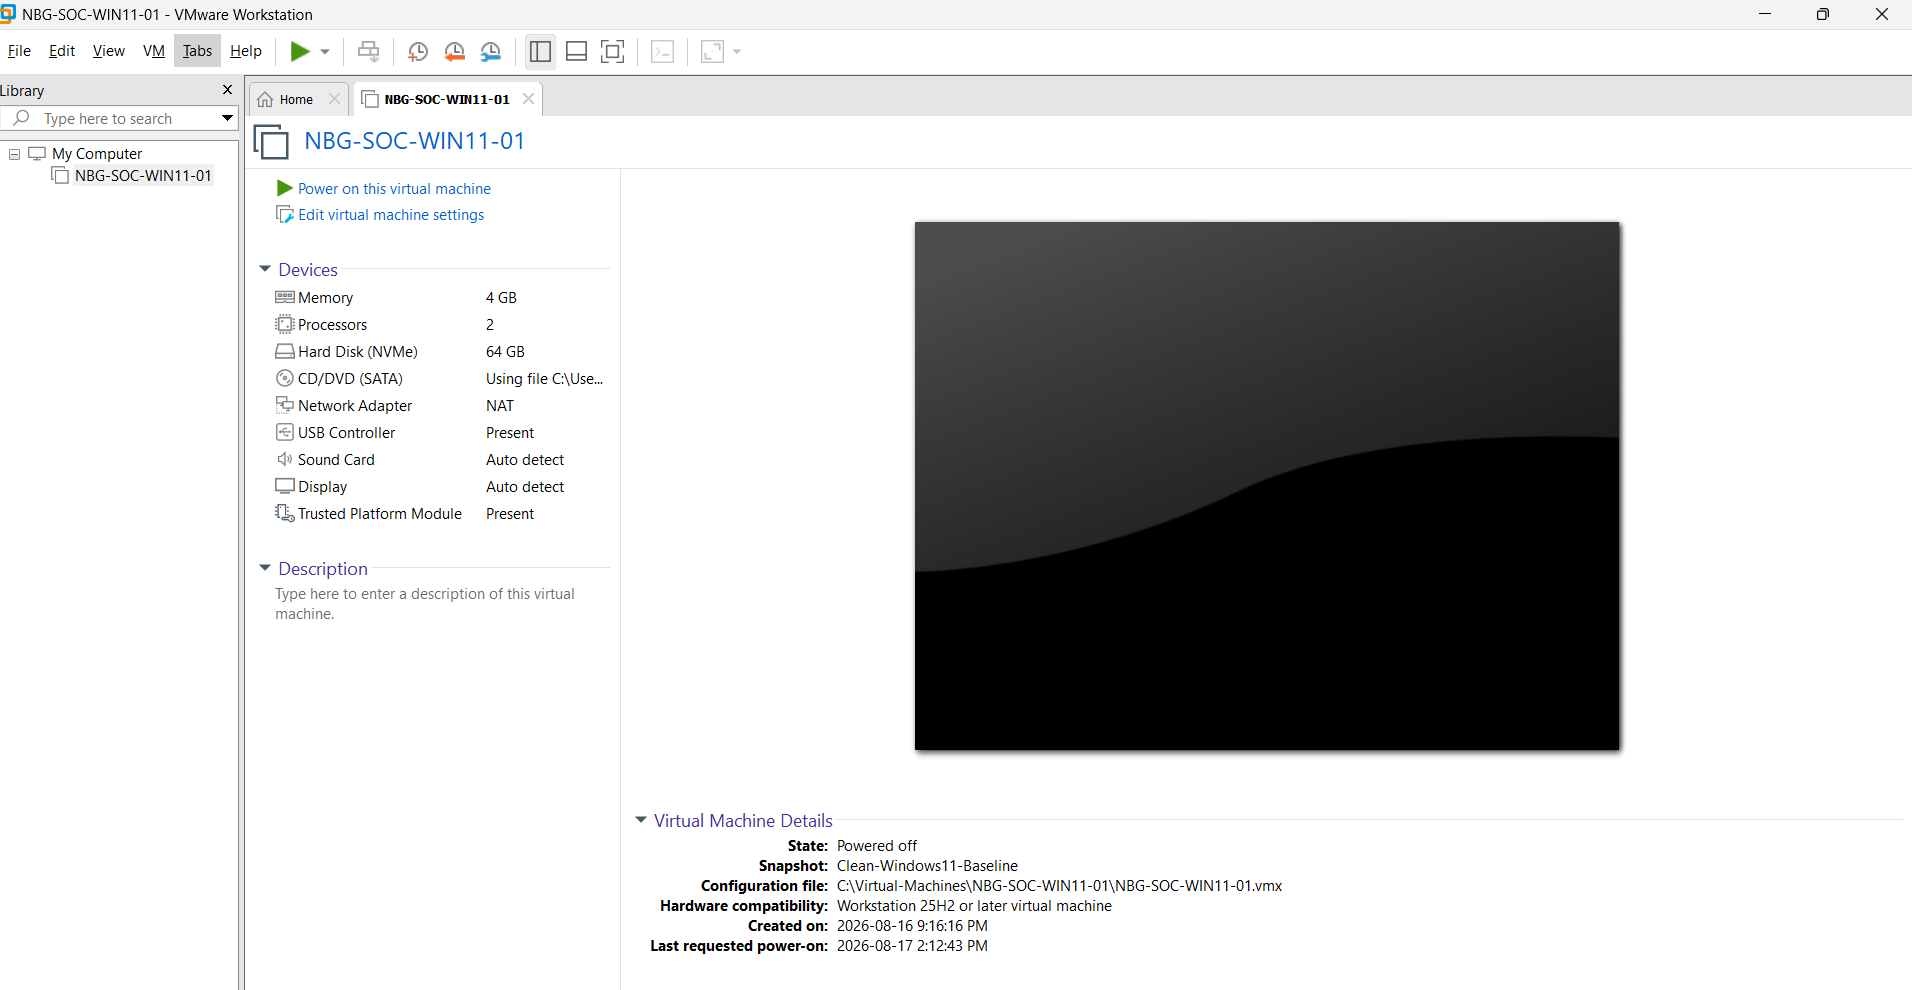 NBG-SOC-WIN11-01 - VMware Workstation
File Edit View VM Tabs Help
Library
Type here to search
My Computer
NBG-SOC-WIN11-01
Home
NBG-SOC-WIN11-01
NBG-SOC-WIN11-01
Power on this virtual machine
Edit virtual machine settings
Devices
Memory 4 GB
Processors 2
Hard Disk (NVMe) 64 GB
CD/DVD (SATA) Using file C:\Use...
Network Adapter NAT
USB Controller Present
Sound Card Auto detect
Display Auto detect
Trusted Platform Module Present
Description
Type here to enter a description of this virtual
machine.
Virtual Machine Details
State: Powered off
Snapshot: Clean-Windows11-Baseline
Configuration file: C:\Virtual-Machines\NBG-SOC-WIN11-01\NBG-SOC-WIN11-01.vmx
Hardware compatibility: Workstation 25H2 or later virtual machine
Created on: 2026-08-16 9:16:16 PM
Last requested power-on: 2026-08-17 2:12:43 PM